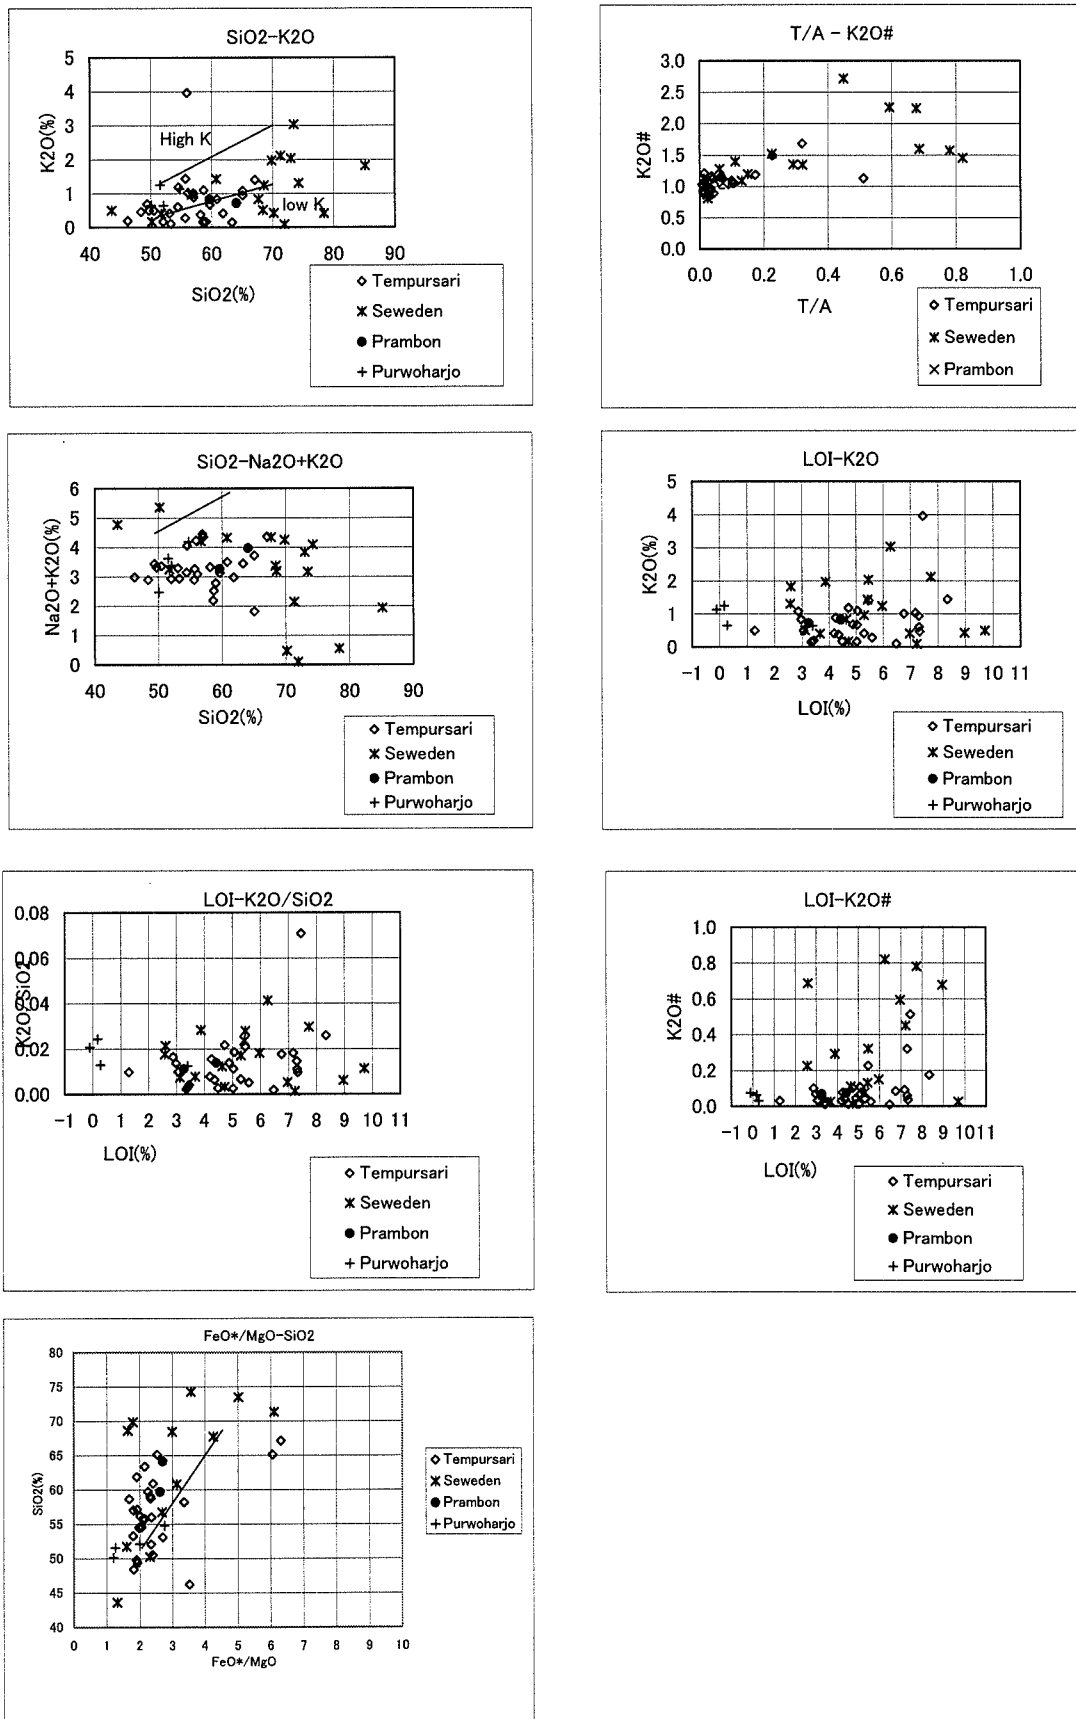 SiO2-K2O
K2O(%)
5
4
3
2
1
0
High K
low K
40 50 60 70 80 90
SiO2(%)
Tempursari
Seweden
Prambon
Purwoharjo
T/A - K2O#
K2O#
3.0
2.5
2.0
1.5
1.0
0.5
0.0
0.0 0.2 0.4 0.6 0.8 1.0
T/A
Tempursari
Seweden
Prambon
SiO2-Na2O+K2O
Na2O+K2O(%)
6
5
4
3
2
1
0
40 50 60 70 80 90
SiO2(%)
Tempursari
Seweden
Prambon
Purwoharjo
LOI-K2O
K2O(%)
5
4
3
2
1
0
-1 0 1 2 3 4 5 6 7 8 9 10 11
LOI(%)
Tempursari
Seweden
Prambon
Purwoharjo
LOI-K2O/SiO2
K2O/SiO2
0.08
0.06
0.04
0.02
0.00
-1 0 1 2 3 4 5 6 7 8 9 10 11
LOI(%)
Tempursari
Seweden
Prambon
Purwoharjo
LOI-K2O#
K2O#
1.0
0.8
0.6
0.4
0.2
0.0
-1 0 1 2 3 4 5 6 7 8 9 10 11
LOI(%)
Tempursari
Seweden
Prambon
Purwoharjo
FeO*/MgO-SiO2
SiO2(%)
80
75
70
65
60
55
50
45
40
0 1 2 3 4 5 6 7 8 9 10
FeO*/MgO
Tempursari
Seweden
Prambon
Purwoharjo